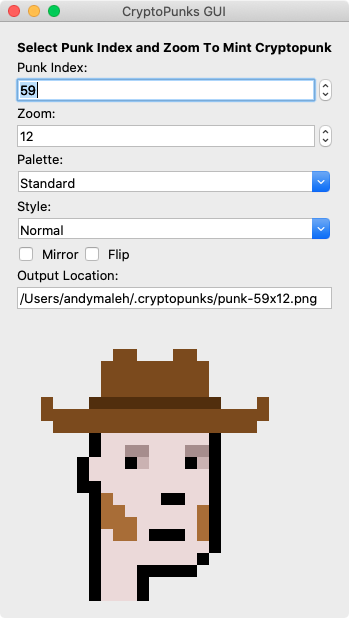 CryptoPunks GUI
Select Punk Index and Zoom To Mint Cryptopunk
Punk Index:
59
Zoom:
12
Palette:
Standard
Style:
Normal
Mirror Flip
Output Location:
/Users/andymaleh/.cryptopunks/punk-59x12.png